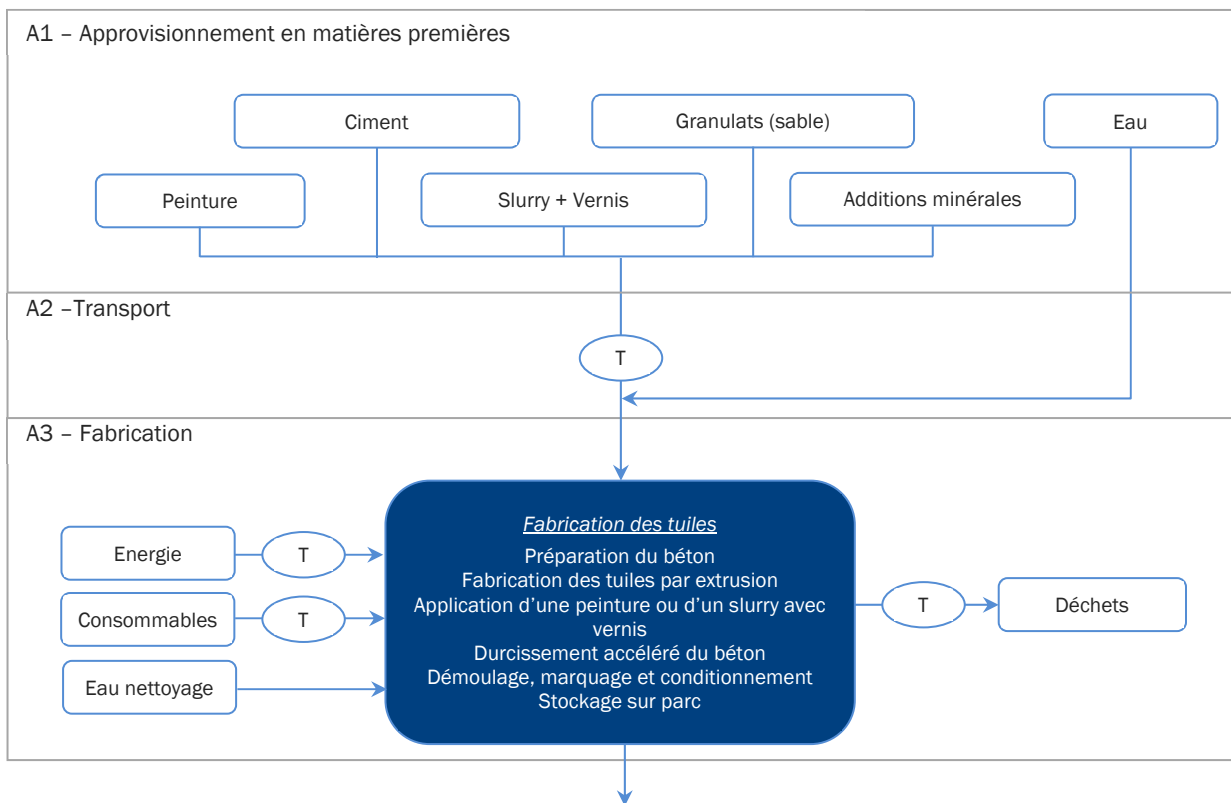 A1 – Approvisionnement en matières premières
Ciment
Granulats (sable)
Eau
Peinture
Slurry + Vernis
Additions minérales
A2 –Transport
T
A3 – Fabrication
Fabrication des tuiles
Préparation du béton
Fabrication des tuiles par extrusion
Application d'une peinture ou d'un slurry avec
vernis
Durcissement accéléré du béton
Démoulage, marquage et conditionnement
Stockage sur parc
Energie
T
Consommables
T
Eau nettoyage
T
Déchets